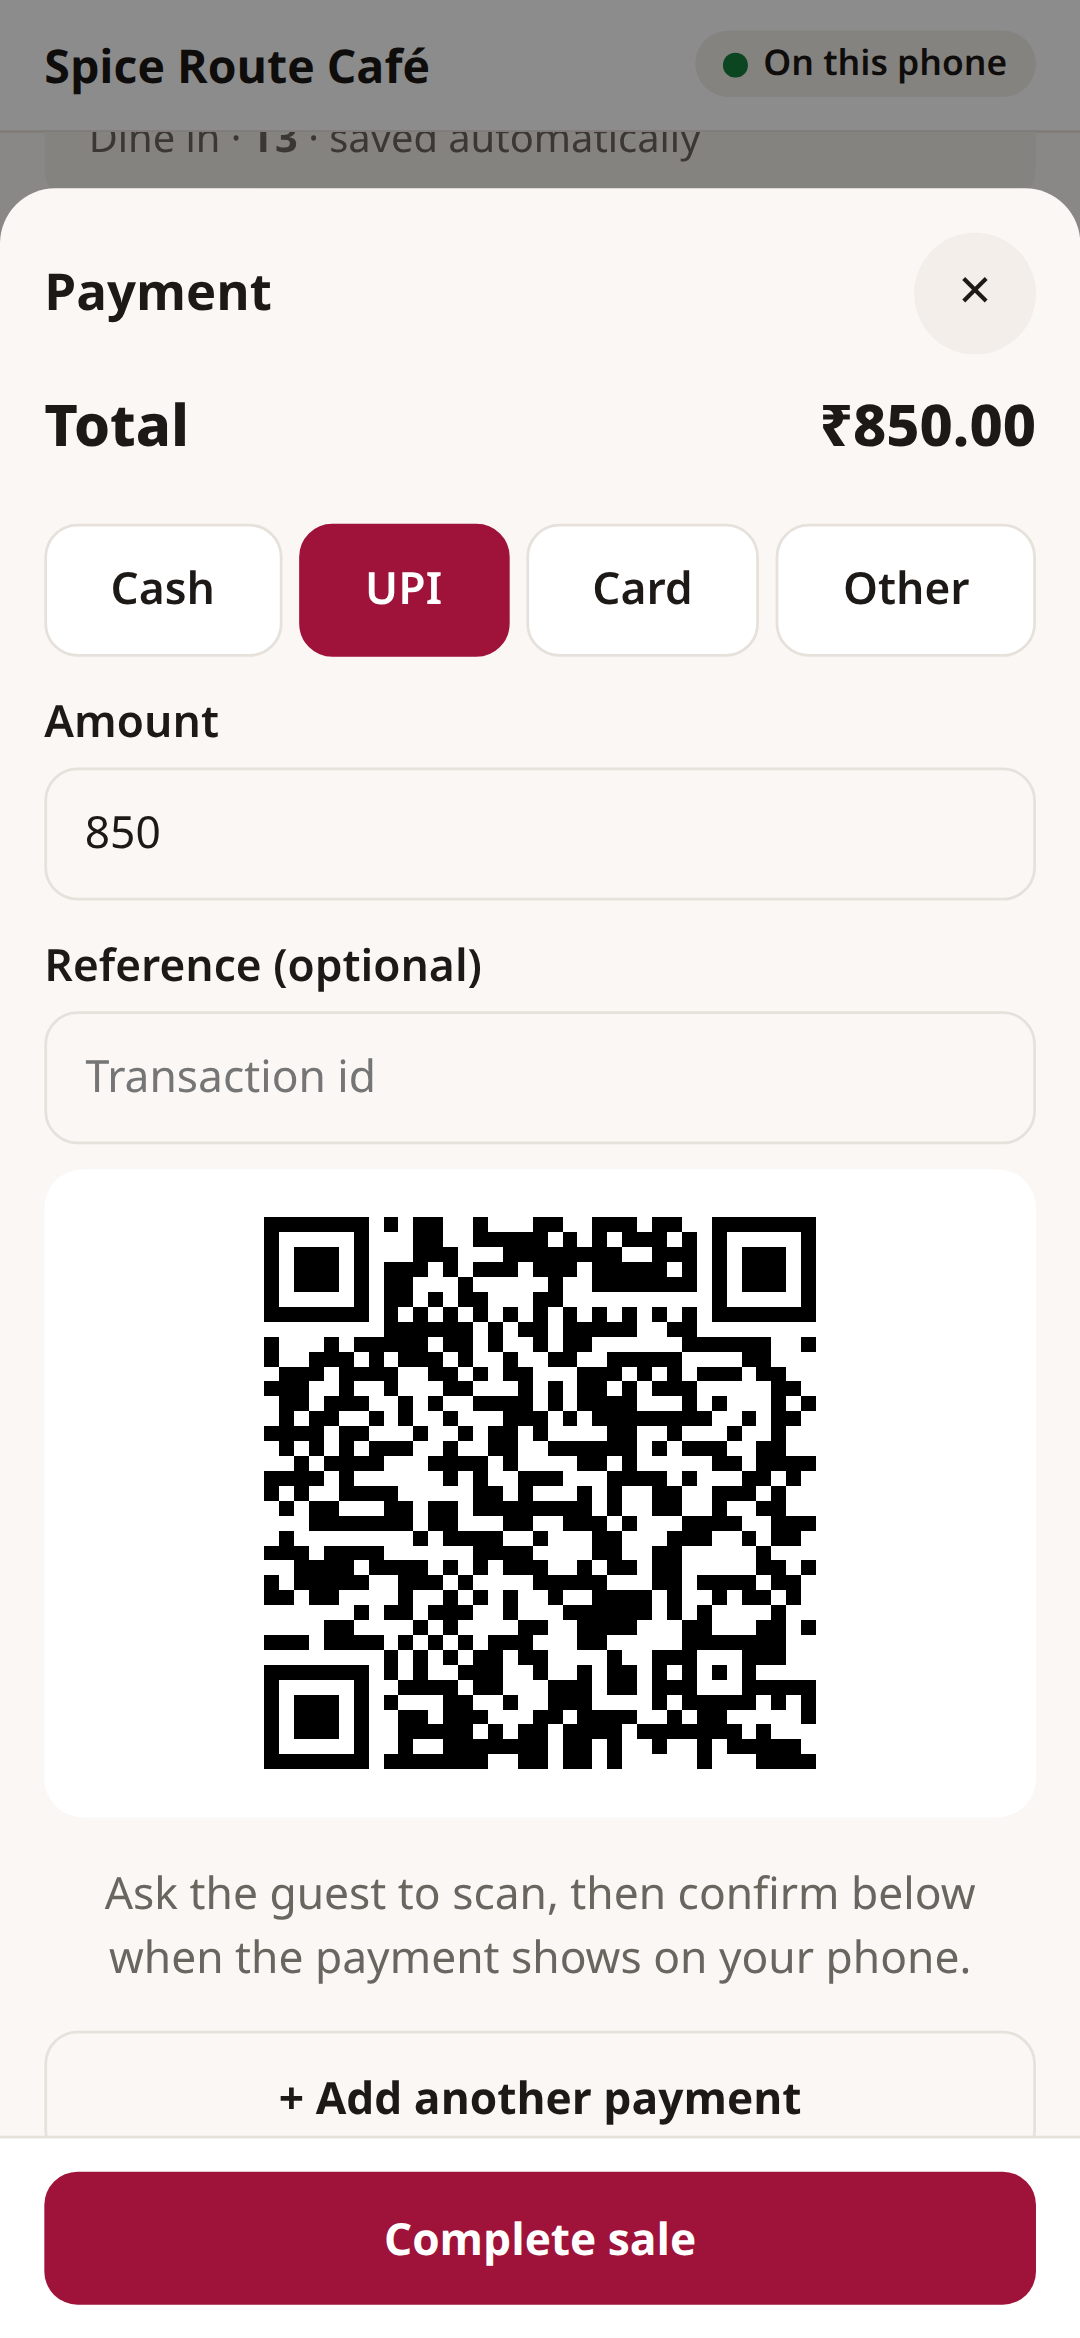 Spice Route Café
On this phone
Dine in · T3 · saved automatically
Payment
×
Total
₹850.00
Cash
UPI
Card
Other
Amount
850
Reference (optional)
Transaction id
Ask the guest to scan, then confirm below
when the payment shows on your phone.
+ Add another payment
Complete sale